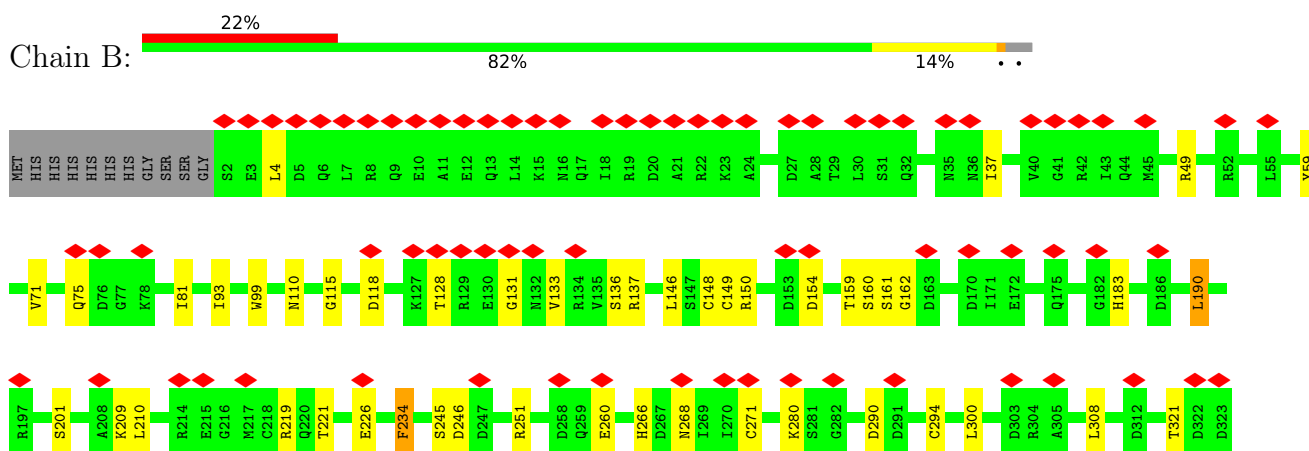 22%
Chain B:
82% 14% • •
MET HIS HIS HIS HIS HIS HIS GLY SER SER GLY S2 E3 L4 D5 Q6 L7 R8 Q9 E10 A11 E12 Q13 L14 K15 N16 Q17 I18 R19 D20 A21 R22 K23 A24 D27 A28 T29 L30 S31 Q32 N35 N36 I37 V40 G41 R42 I43 Q44 M45 R49 R52 L55 Y59
V71 Q75 D76 G77 K78 I81 I93 W99 N110 G115 D118 K127 T128 R129 E130 G131 N132 V133 R134 V135 S136 R137 L146 S147 C148 C149 R150 D153 D154 T159 S160 S161 G162 D163 D170 I171 E172 Q175 G182 H183 D186 L190
R197 S201 A208 K209 L210 R214 E215 G216 M217 C218 R219 Q220 T221 E226 F234 S245 D246 D247 R251 D258 Q259 E260 H266 D267 N268 I269 I270 C271 K280 S281 G282 D290 D291 C294 L300 D303 R304 A305 L308 D312 T321 D322 D323